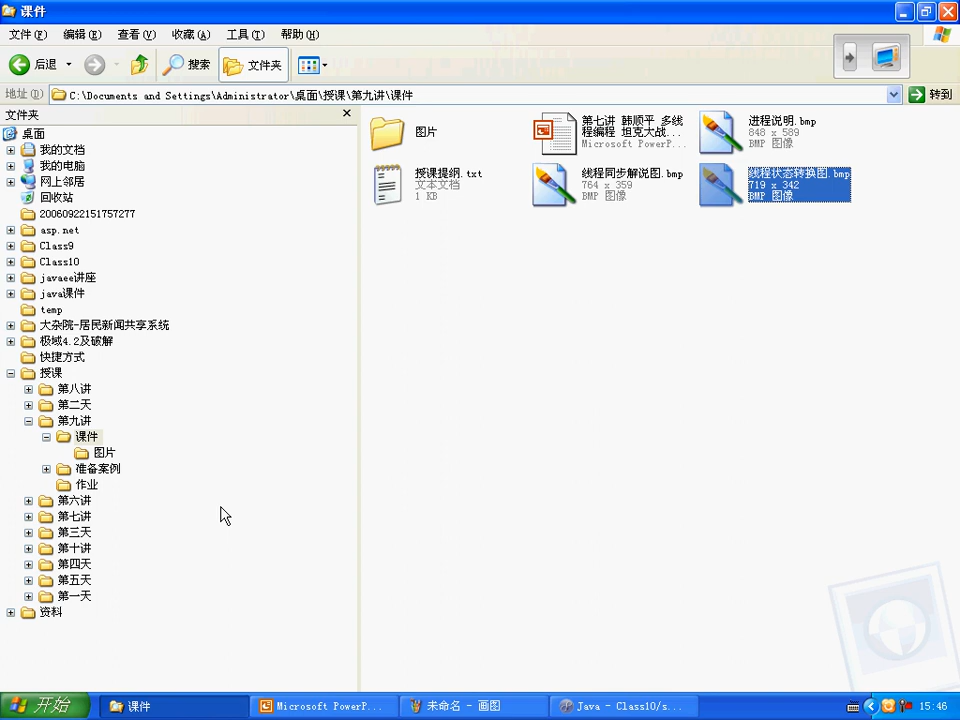 课件
文件(F) 编辑(E) 查看(V) 收藏(A) 工具(T) 帮助(H)
后退 搜索 文件夹
地址(D) C:\Documents and Settings\Administrator\桌面\授课\第九讲\课件 转到
文件夹
桌面
我的文档
我的电脑
网上邻居
回收站
20060922151757277
asp.net
Class9
Class10
javaee讲座
java课件
temp
大杂院-居民新闻共享系统
极域4.2及破解
快捷方式
授课
第八讲
第二天
第九讲
课件
图片
准备案例
作业
第六讲
第七讲
第三天
第十讲
第四天
第五天
第一天
资料
图片
第七讲 韩顺平_多线
程编程 坦克大战...
Microsoft PowerP...
进程说明.bmp
848 x 589
BMP 图像
授课提纲.txt
文本文档
1 KB
线程同步解说图.bmp
764 x 359
BMP 图像
线程状态转换图.bmp
719 x 342
BMP 图像
开始 课件 Microsoft PowerP... 未命名 - 画图 Java - Class10/s... 15:46